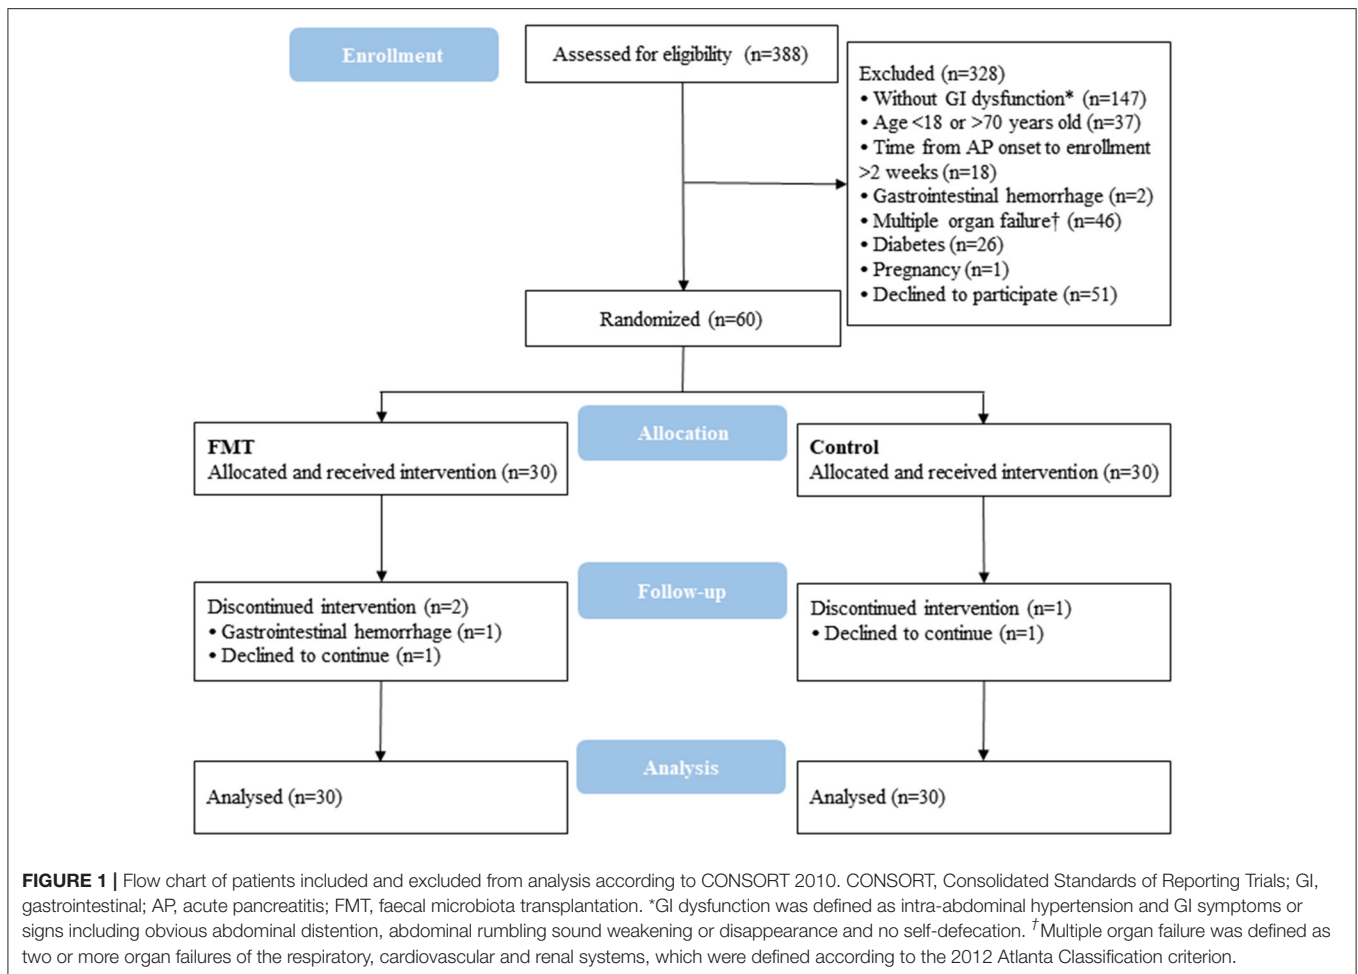 Enrollment
Assessed for eligibility (n=388)
Excluded (n=328)
• Without GI dysfunction* (n=147)
• Age <18 or >70 years old (n=37)
• Time from AP onset to enrollment
>2 weeks (n=18)
• Gastrointestinal hemorrhage (n=2)
• Multiple organ failure† (n=46)
• Diabetes (n=26)
• Pregnancy (n=1)
• Declined to participate (n=51)
Randomized (n=60)
Allocation
FMT
Allocated and received intervention (n=30)
Control
Allocated and received intervention (n=30)
Follow-up
Discontinued intervention (n=2)
• Gastrointestinal hemorrhage (n=1)
• Declined to continue (n=1)
Discontinued intervention (n=1)
• Declined to continue (n=1)
Analysis
Analysed (n=30)
Analysed (n=30)
FIGURE 1 | Flow chart of patients included and excluded from analysis according to CONSORT 2010. CONSORT, Consolidated Standards of Reporting Trials; GI,
gastrointestinal; AP, acute pancreatitis; FMT, faecal microbiota transplantation. *GI dysfunction was defined as intra-abdominal hypertension and GI symptoms or
signs including obvious abdominal distention, abdominal rumbling sound weakening or disappearance and no self-defecation. †Multiple organ failure was defined as
two or more organ failures of the respiratory, cardiovascular and renal systems, which were defined according to the 2012 Atlanta Classification criterion.